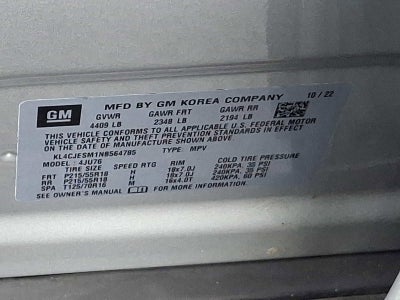 GM
MFD BY GM KOREA COMPANY 10/22
GVWR GAWR FRT GAWR RR
4409 LB 2348 LB 2194 LB
THIS VEHICLE CONFORMS TO ALL APPLICABLE U.S. FEDERAL MOTOR
VEHICLE SAFETY AND THEFT PREVENTION STANDARDS IN EFFECT
ON THE DATE OF MANUFACTURE SHOWN ABOVE.
KL4CJESM1NB564785 TYPE: MPV
MODEL: 4JU76
TIRE SIZE SPEED RTG RIM COLD TIRE PRESSURE
FRT P215/55R18 H 18x7.0J 240KPA, 35 PSI
RR P215/55R18 H 18x7.0J 240KPA, 35 PSI
SPA T125/70R16 M 16x4.0T 420KPA, 60 PSI
SEE OWNER'S MANUAL FOR MORE INFORMATION.